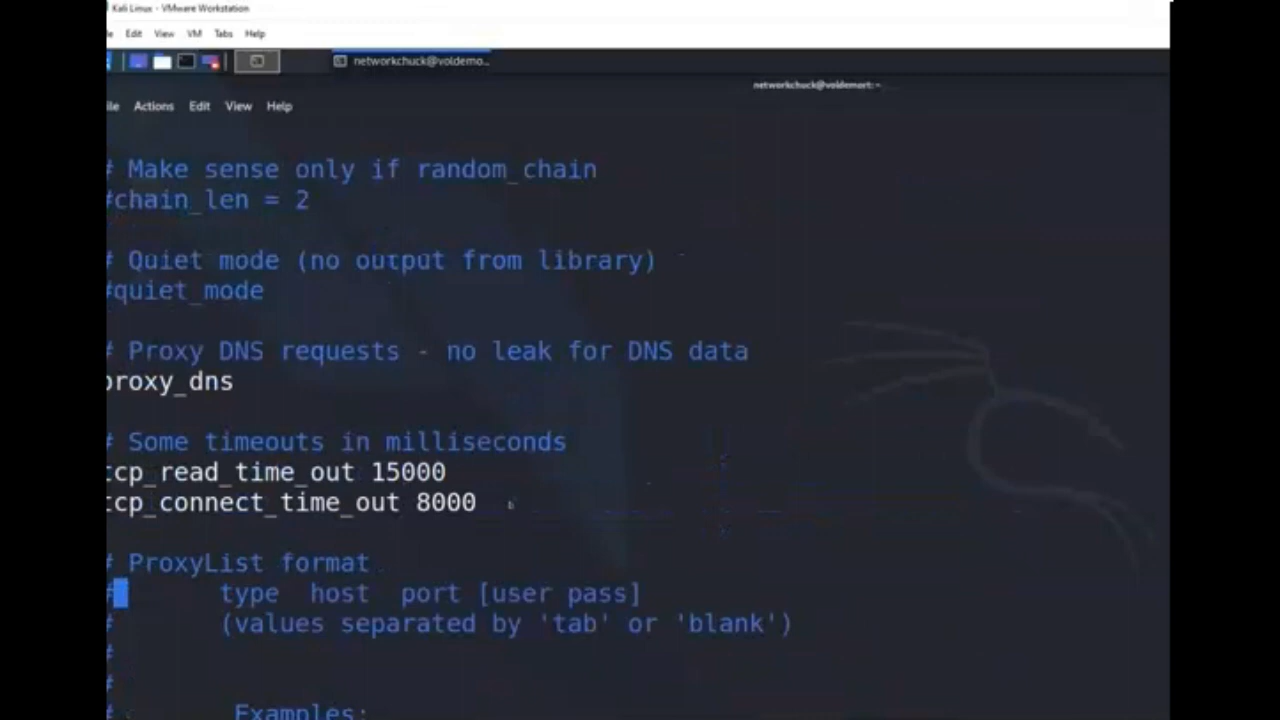 Kali Linux - VMware Workstation
Edit View VM Tabs Help
networkchuck@voldemo...
networkchuck@voldemort: ~
Actions Edit View Help
# Make sense only if random_chain
#chain_len = 2
# Quiet mode (no output from library)
#quiet_mode
# Proxy DNS requests - no leak for DNS data
proxy_dns
# Some timeouts in milliseconds
tcp_read_time_out 15000
tcp_connect_time_out 8000
# ProxyList format
# type host port [user pass]
# (values separated by 'tab' or 'blank')
#
#
# Examples: